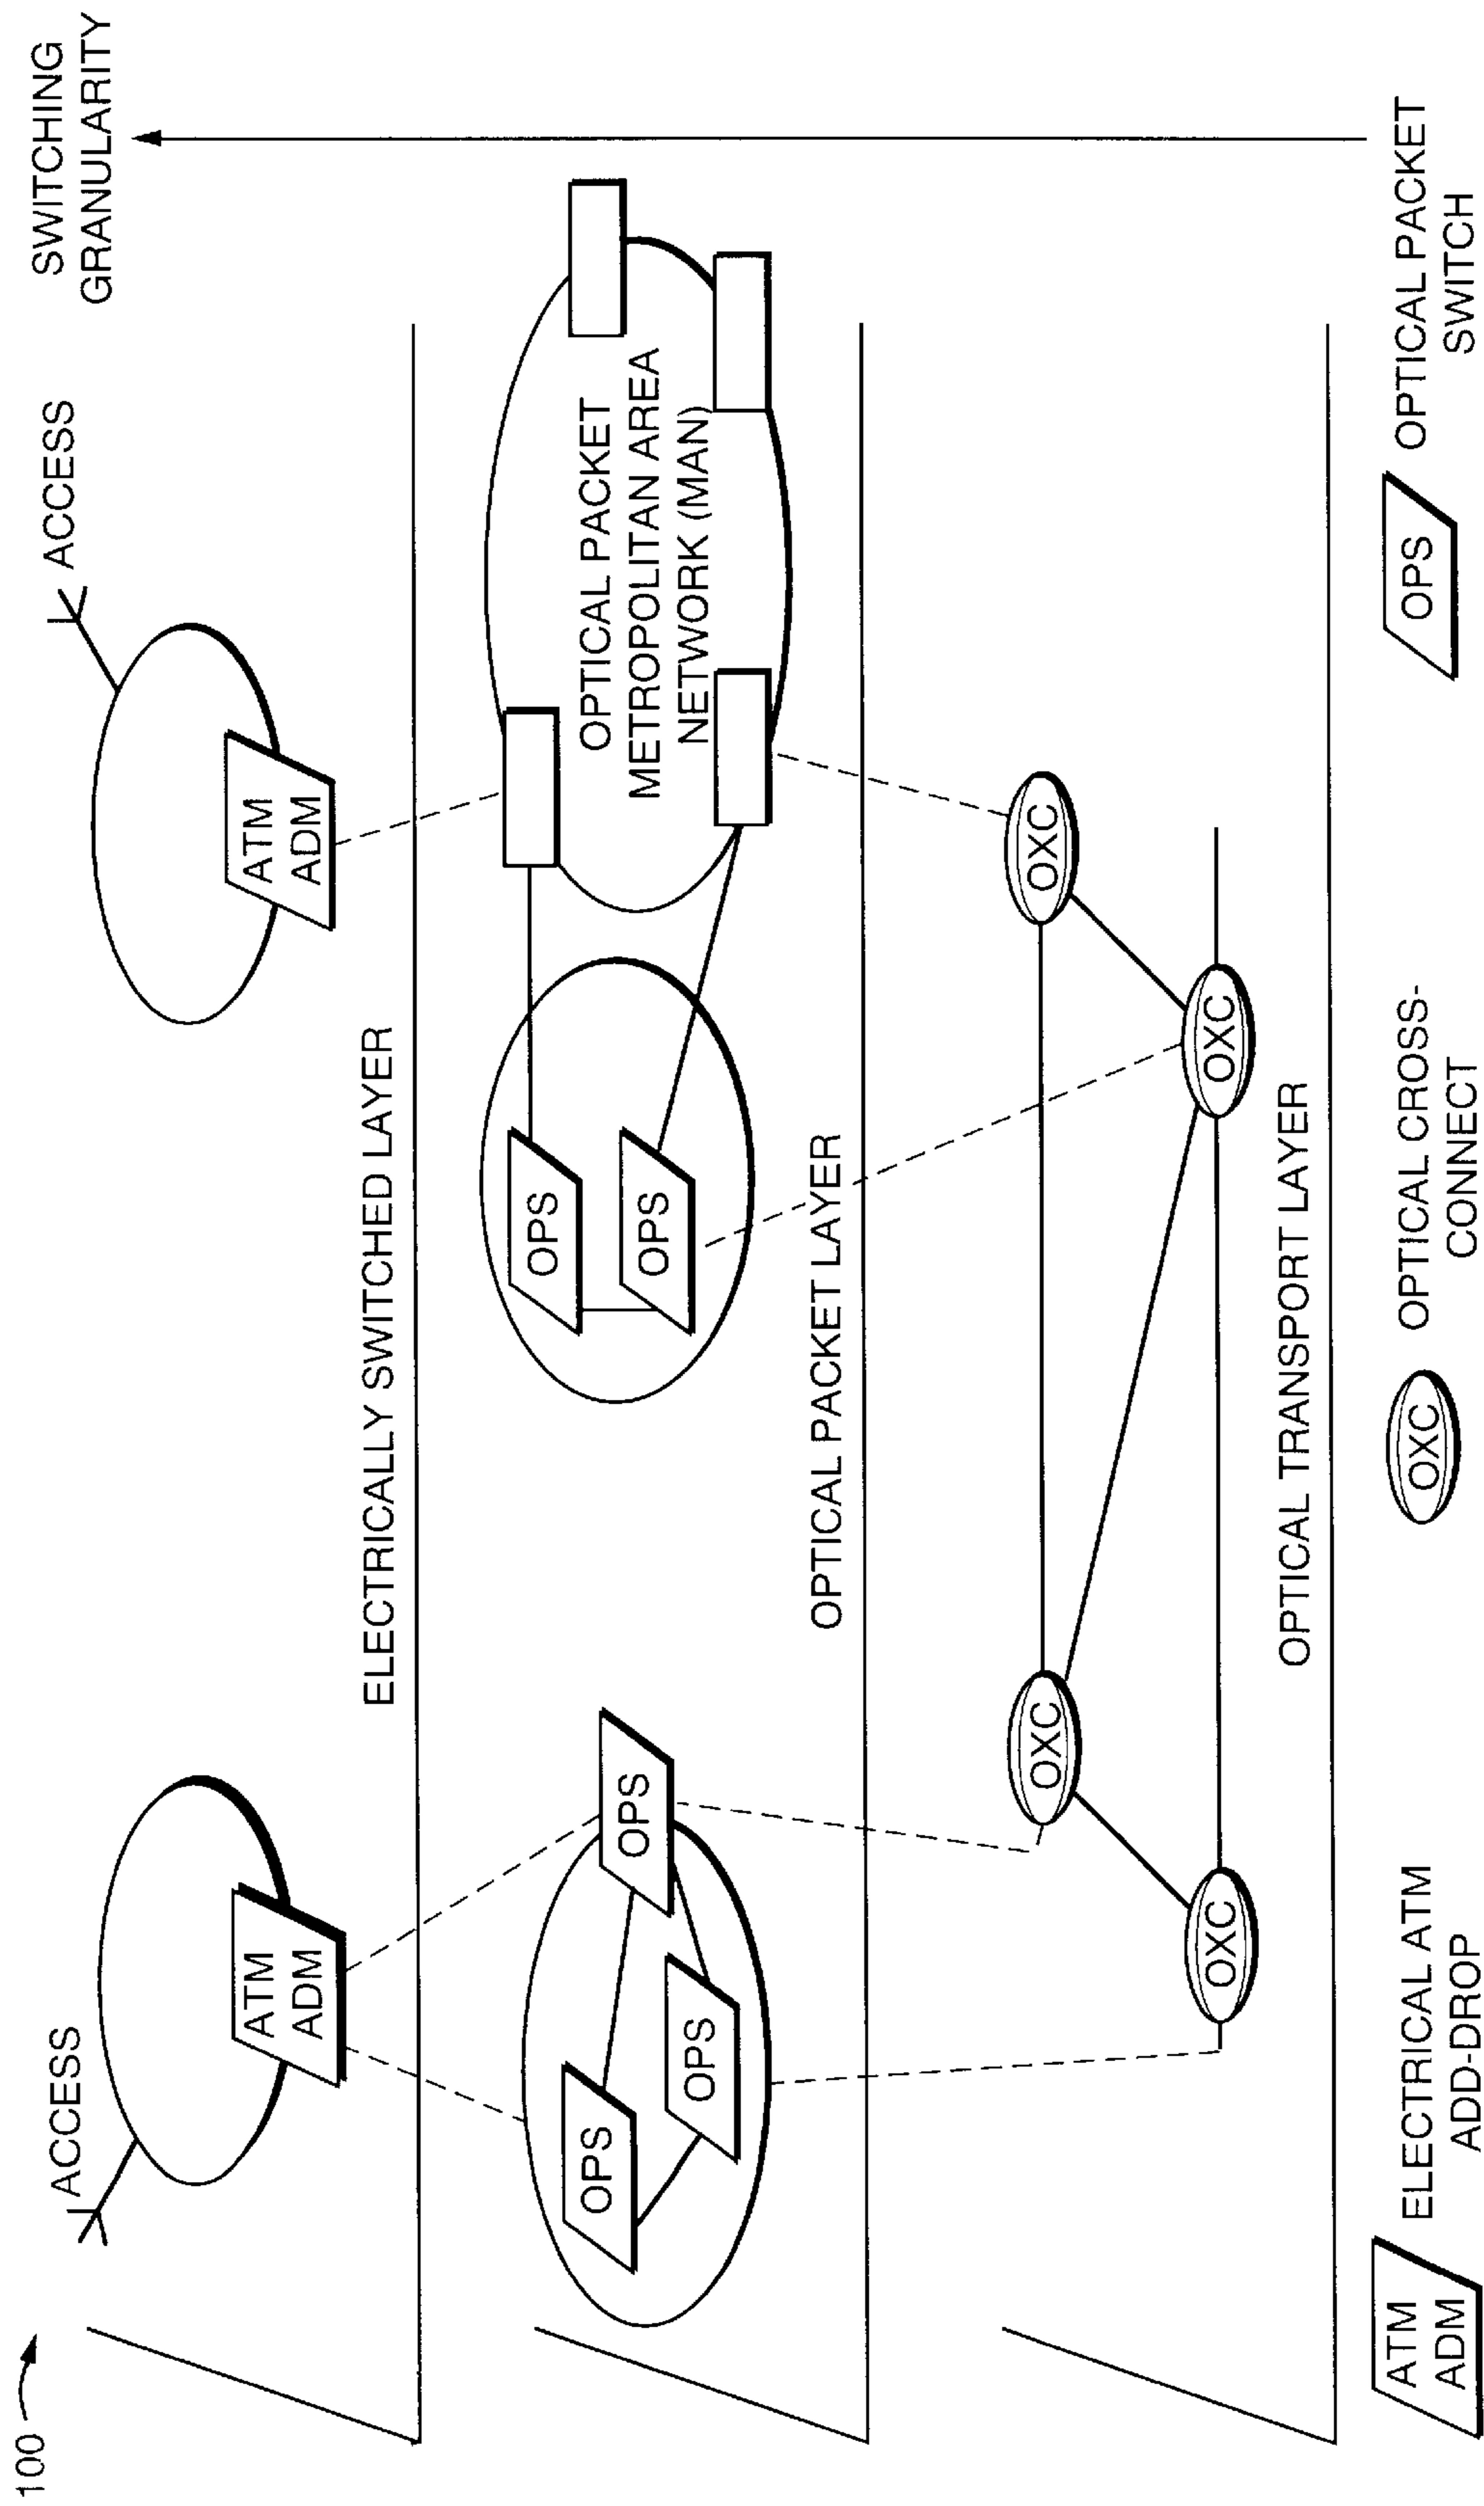 100
ACCESS
ACCESS
SWITCHING
GRANULARITY
ATM
ADM
ATM
ADM
ELECTRICALLY SWITCHED LAYER
OPS
OPS
OPS
OPS
OPS
OPTICAL PACKET
METROPOLITAN AREA
NETWORK (MAN)
OPTICAL PACKET LAYER
OXC
OXC
OXC
OXC
OPTICAL TRANSPORT LAYER
ATM
ADM
ELECTRICAL ATM
ADD-DROP
OXC
OPTICAL CROSS-
CONNECT
OPS
OPTICAL PACKET
SWITCH